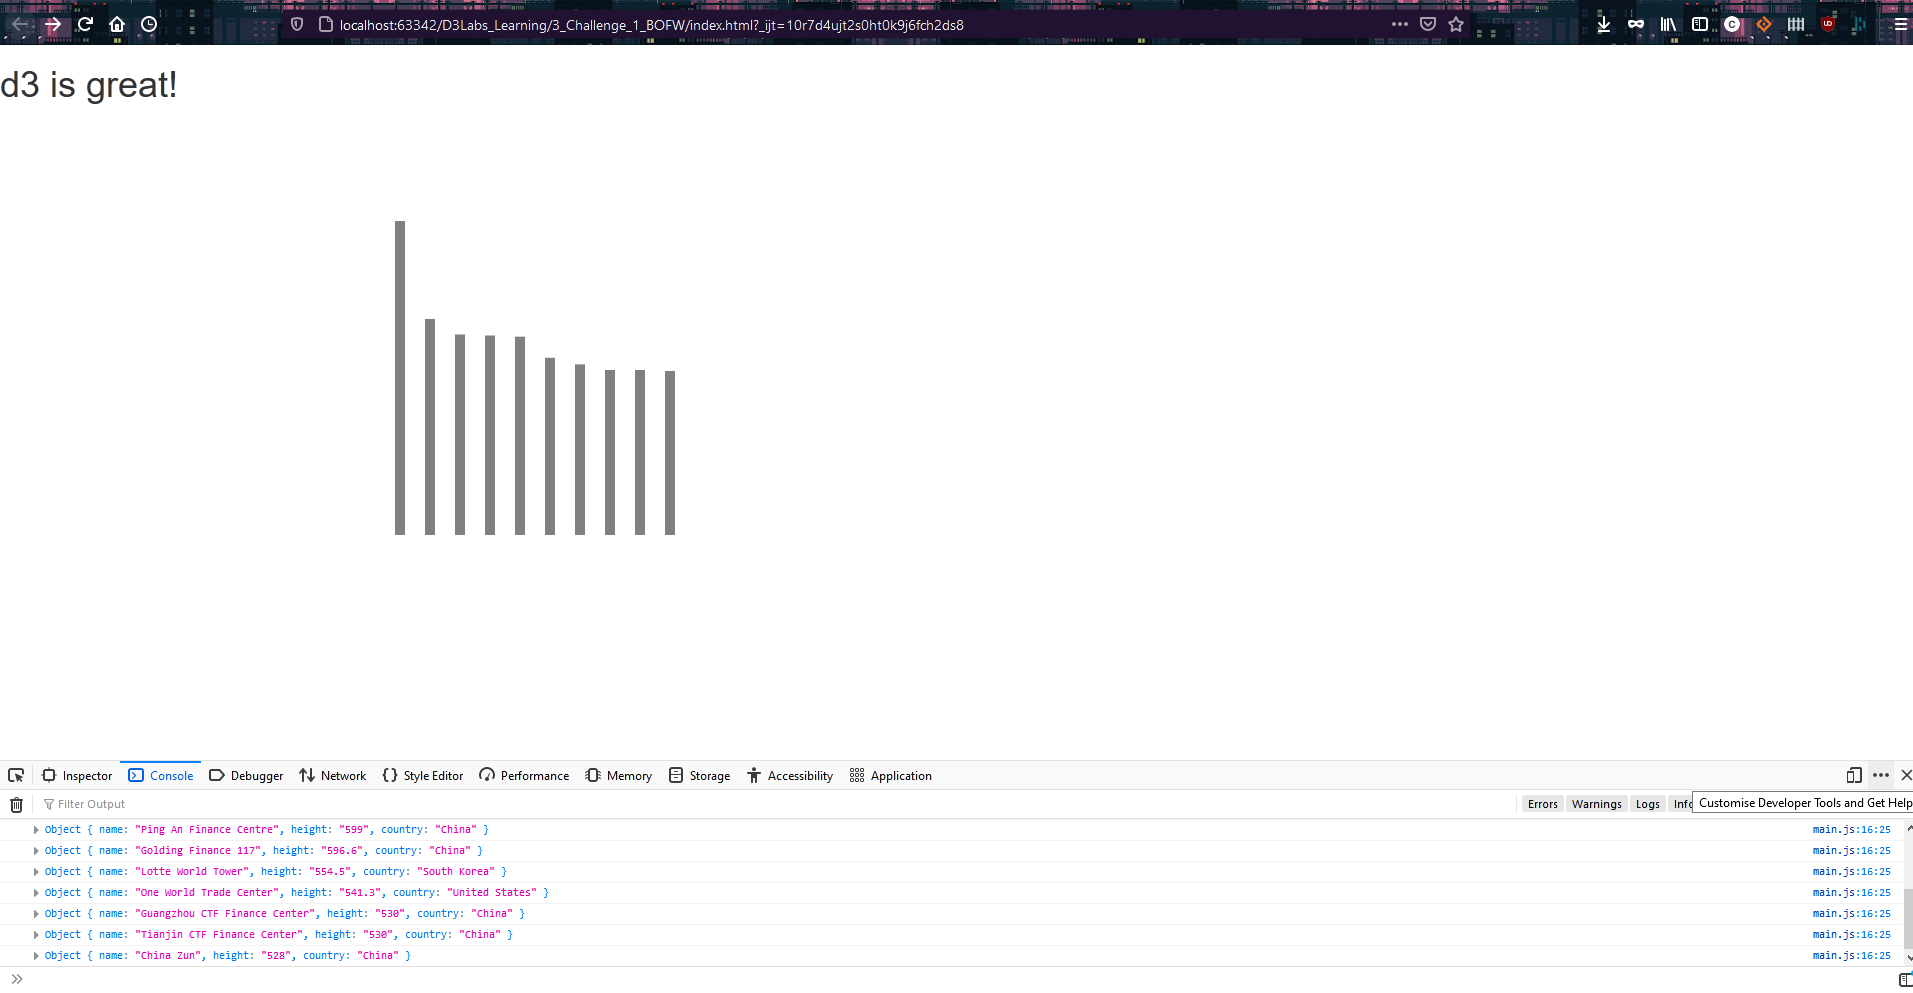 localhost:63342/D3Labs_Learning/3_Challenge_1_BOFW/index.html?_ijt=10r7d4ujt2s0ht0k9j6fch2ds8
d3 is great!
Inspector Console Debugger Network Style Editor Performance Memory Storage Accessibility Application
Filter Output Errors Warnings Logs Info
Customise Developer Tools and Get Help
Object { name: "Ping An Finance Centre", height: "599", country: "China" } main.js:16:25
Object { name: "Golding Finance 117", height: "596.6", country: "China" } main.js:16:25
Object { name: "Lotte World Tower", height: "554.5", country: "South Korea" } main.js:16:25
Object { name: "One World Trade Center", height: "541.3", country: "United States" } main.js:16:25
Object { name: "Guangzhou CTF Finance Center", height: "530", country: "China" } main.js:16:25
Object { name: "Tianjin CTF Finance Center", height: "530", country: "China" } main.js:16:25
Object { name: "China Zun", height: "528", country: "China" } main.js:16:25